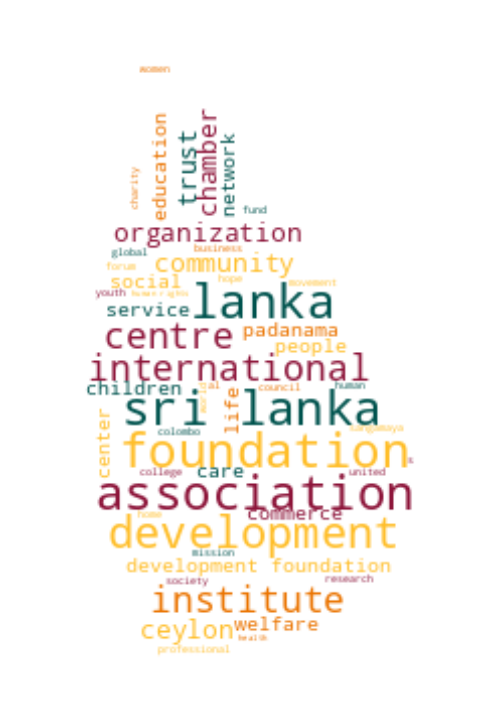 women
education
trust
chamber
network
charity
fund
organization
business
global
community
forum
social
hope
movement
youth
human rights
lanka
service
centre
padanama
people
international
children
world
al
life
council
human
sri lanka
center
colombo
sangamaya
foundation
s
college
care
united
association
home
commerce
development
mission
development foundation
society
research
institute
ceylon
welfare
health
professional